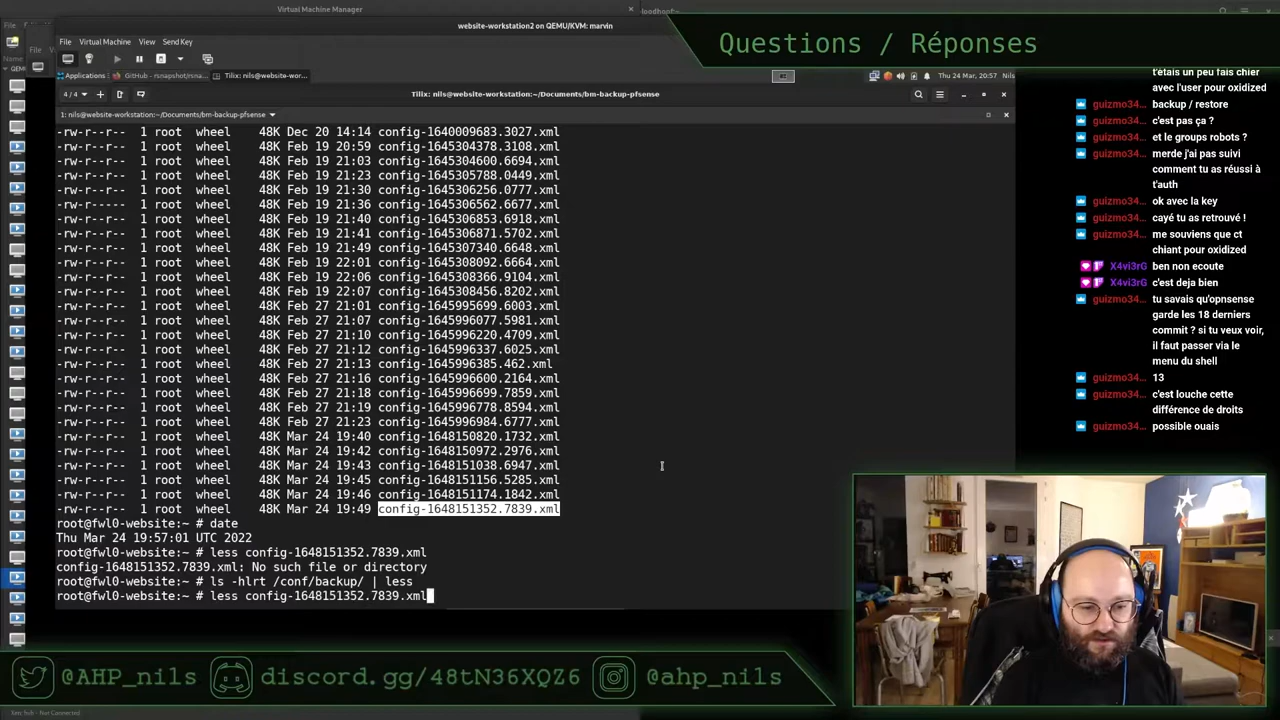 Virtual Machine Manager
website-workstation2 on QEMU/KVM: marvin
File Virtual Machine View Send Key
Applications GitHub - rsnapshot/rsna... Tilix: nils@website-wor... Thu 24 Mar, 20:57 Nils
4 / 4 Tilix: nils@website-workstation:~/Documents/bm-backup-pfsense
1: nils@website-workstation:~/Documents/bm-backup-pfsense
-rw-r--r-- 1 root wheel 48K Dec 20 14:14 config-1640009683.3027.xml
-rw-r--r-- 1 root wheel 48K Feb 19 20:59 config-1645304378.3108.xml
-rw-r--r-- 1 root wheel 48K Feb 19 21:03 config-1645304600.6694.xml
-rw-r--r-- 1 root wheel 48K Feb 19 21:23 config-1645305788.0449.xml
-rw-r--r-- 1 root wheel 48K Feb 19 21:30 config-1645306256.0777.xml
-rw-r----- 1 root wheel 48K Feb 19 21:36 config-1645306562.6677.xml
-rw-r--r-- 1 root wheel 48K Feb 19 21:40 config-1645306853.6918.xml
-rw-r--r-- 1 root wheel 48K Feb 19 21:41 config-1645306871.5702.xml
-rw-r--r-- 1 root wheel 48K Feb 19 21:49 config-1645307340.6648.xml
-rw-r--r-- 1 root wheel 48K Feb 19 22:01 config-1645308092.6664.xml
-rw-r--r-- 1 root wheel 48K Feb 19 22:06 config-1645308366.9104.xml
-rw-r--r-- 1 root wheel 48K Feb 19 22:07 config-1645308456.8202.xml
-rw-r--r-- 1 root wheel 48K Feb 27 21:01 config-1645995699.6003.xml
-rw-r--r-- 1 root wheel 48K Feb 27 21:07 config-1645996077.5981.xml
-rw-r--r-- 1 root wheel 48K Feb 27 21:10 config-1645996220.4709.xml
-rw-r--r-- 1 root wheel 48K Feb 27 21:12 config-1645996337.6025.xml
-rw-r--r-- 1 root wheel 48K Feb 27 21:13 config-1645996385.462.xml
-rw-r--r-- 1 root wheel 48K Feb 27 21:16 config-1645996600.2164.xml
-rw-r--r-- 1 root wheel 48K Feb 27 21:18 config-1645996699.7859.xml
-rw-r--r-- 1 root wheel 48K Feb 27 21:19 config-1645996778.8594.xml
-rw-r--r-- 1 root wheel 48K Feb 27 21:23 config-1645996984.6777.xml
-rw-r--r-- 1 root wheel 48K Mar 24 19:40 config-1648150820.1732.xml
-rw-r--r-- 1 root wheel 48K Mar 24 19:42 config-1648150972.2976.xml
-rw-r--r-- 1 root wheel 48K Mar 24 19:43 config-1648151038.6947.xml
-rw-r--r-- 1 root wheel 48K Mar 24 19:45 config-1648151156.5285.xml
-rw-r--r-- 1 root wheel 48K Mar 24 19:46 config-1648151174.1842.xml
-rw-r--r-- 1 root wheel 48K Mar 24 19:49 config-1648151352.7839.xml
root@fwl0-website:~ # date
Thu Mar 24 19:57:01 UTC 2022
root@fwl0-website:~ # less config-1648151352.7839.xml
config-1648151352.7839.xml: No such file or directory
root@fwl0-website:~ # ls -hlrt /conf/backup/ | less
root@fwl0-website:~ # less config-1648151352.7839.xml
Questions / Réponses
t'étais un peu fais chier
avec l'user pour oxidized
guizmo34... backup / restore
guizmo34... c'est pas ça ?
guizmo34... et le groups robots ?
guizmo34... merde j'ai pas suivi
comment tu as réussi à
t'auth
guizmo34... ok avec la key
guizmo34... cayé tu as retrouvé !
guizmo34... me souviens que ct
chiant pour oxidized
X4vi3rG ben non ecoute
X4vi3rG c'est deja bien
guizmo34... tu savais qu'opnsense
garde les 18 derniers
commit ? si tu veux voir,
il faut passer via le
menu du shell
guizmo34... 13
guizmo34... c'est louche cette
différence de droits
guizmo34... possible ouais
@AHP_nils discord.gg/48tN36XQZ6 @ahp_nils